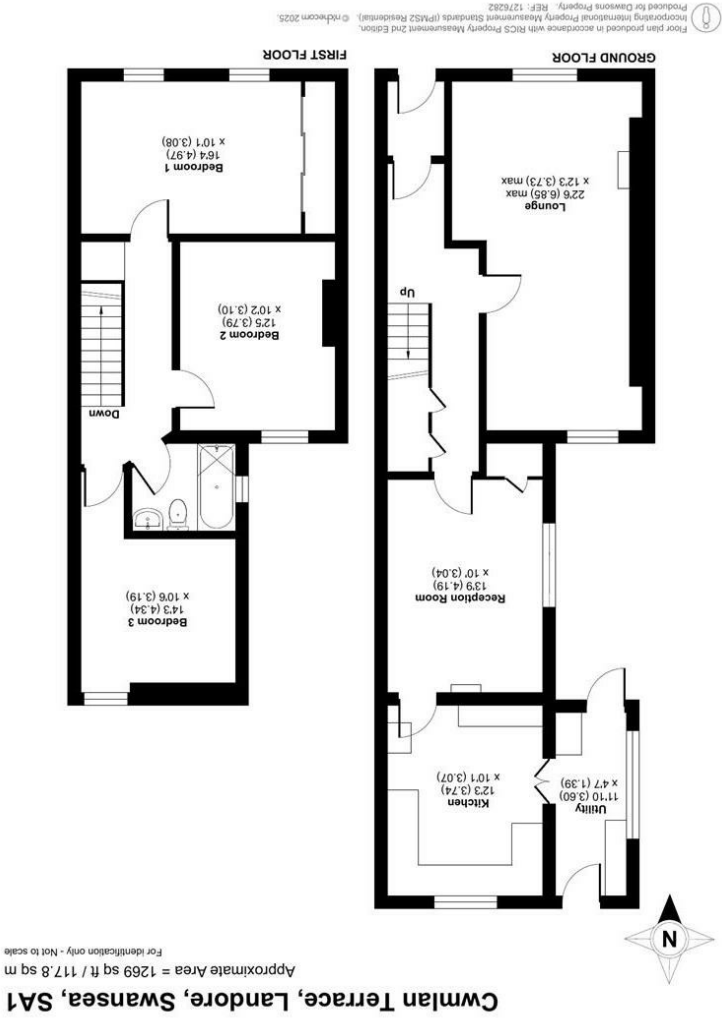 Cwmlan Terrace, Landore, Swansea, SA1
Approximate Area = 1269 sq ft / 117.8 sq m
For identification only - Not to scale
N
Utility
11'10 (3.60)
x 4'7 (1.39)
Kitchen
12'3 (3.74)
x 10'1 (3.07)
Reception Room
13'9 (4.19)
x 10' (3.04)
Up
Lounge
22'6 (6.85) max
x 12'3 (3.73) max
GROUND FLOOR
Bedroom 3
14'3 (4.34)
x 10'6 (3.19)
Down
Bedroom 2
12'5 (3.79)
x 10'2 (3.10)
Bedroom 1
16'4 (4.97)
x 10'1 (3.08)
FIRST FLOOR
Floor plan produced in accordance with RICS Property Measurement 2nd Edition,
Incorporating International Property Measurement Standards (IPMS2 Residential). © nichecom 2025.
Produced for Dawsons Property. REF: 1276282